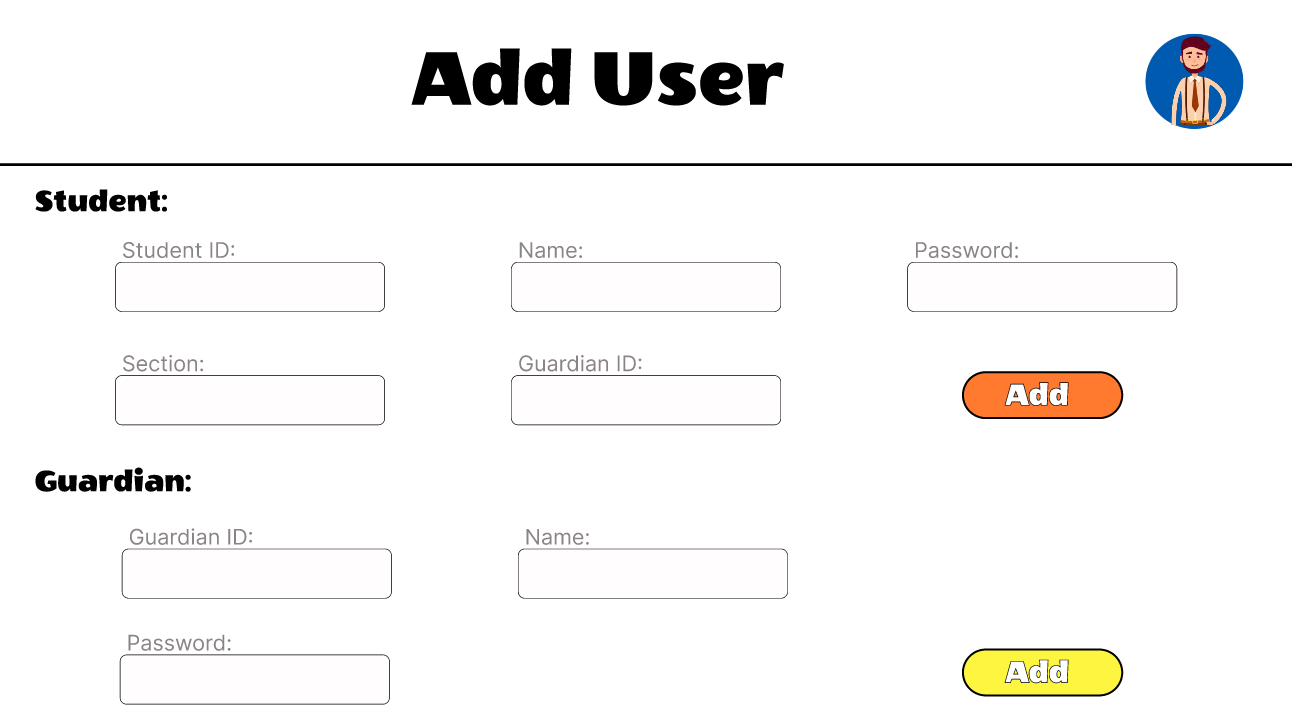 Add User
Student:
Student ID: Name: Password:
Section: Guardian ID: Add
Guardian:
Guardian ID: Name:
Password: Add